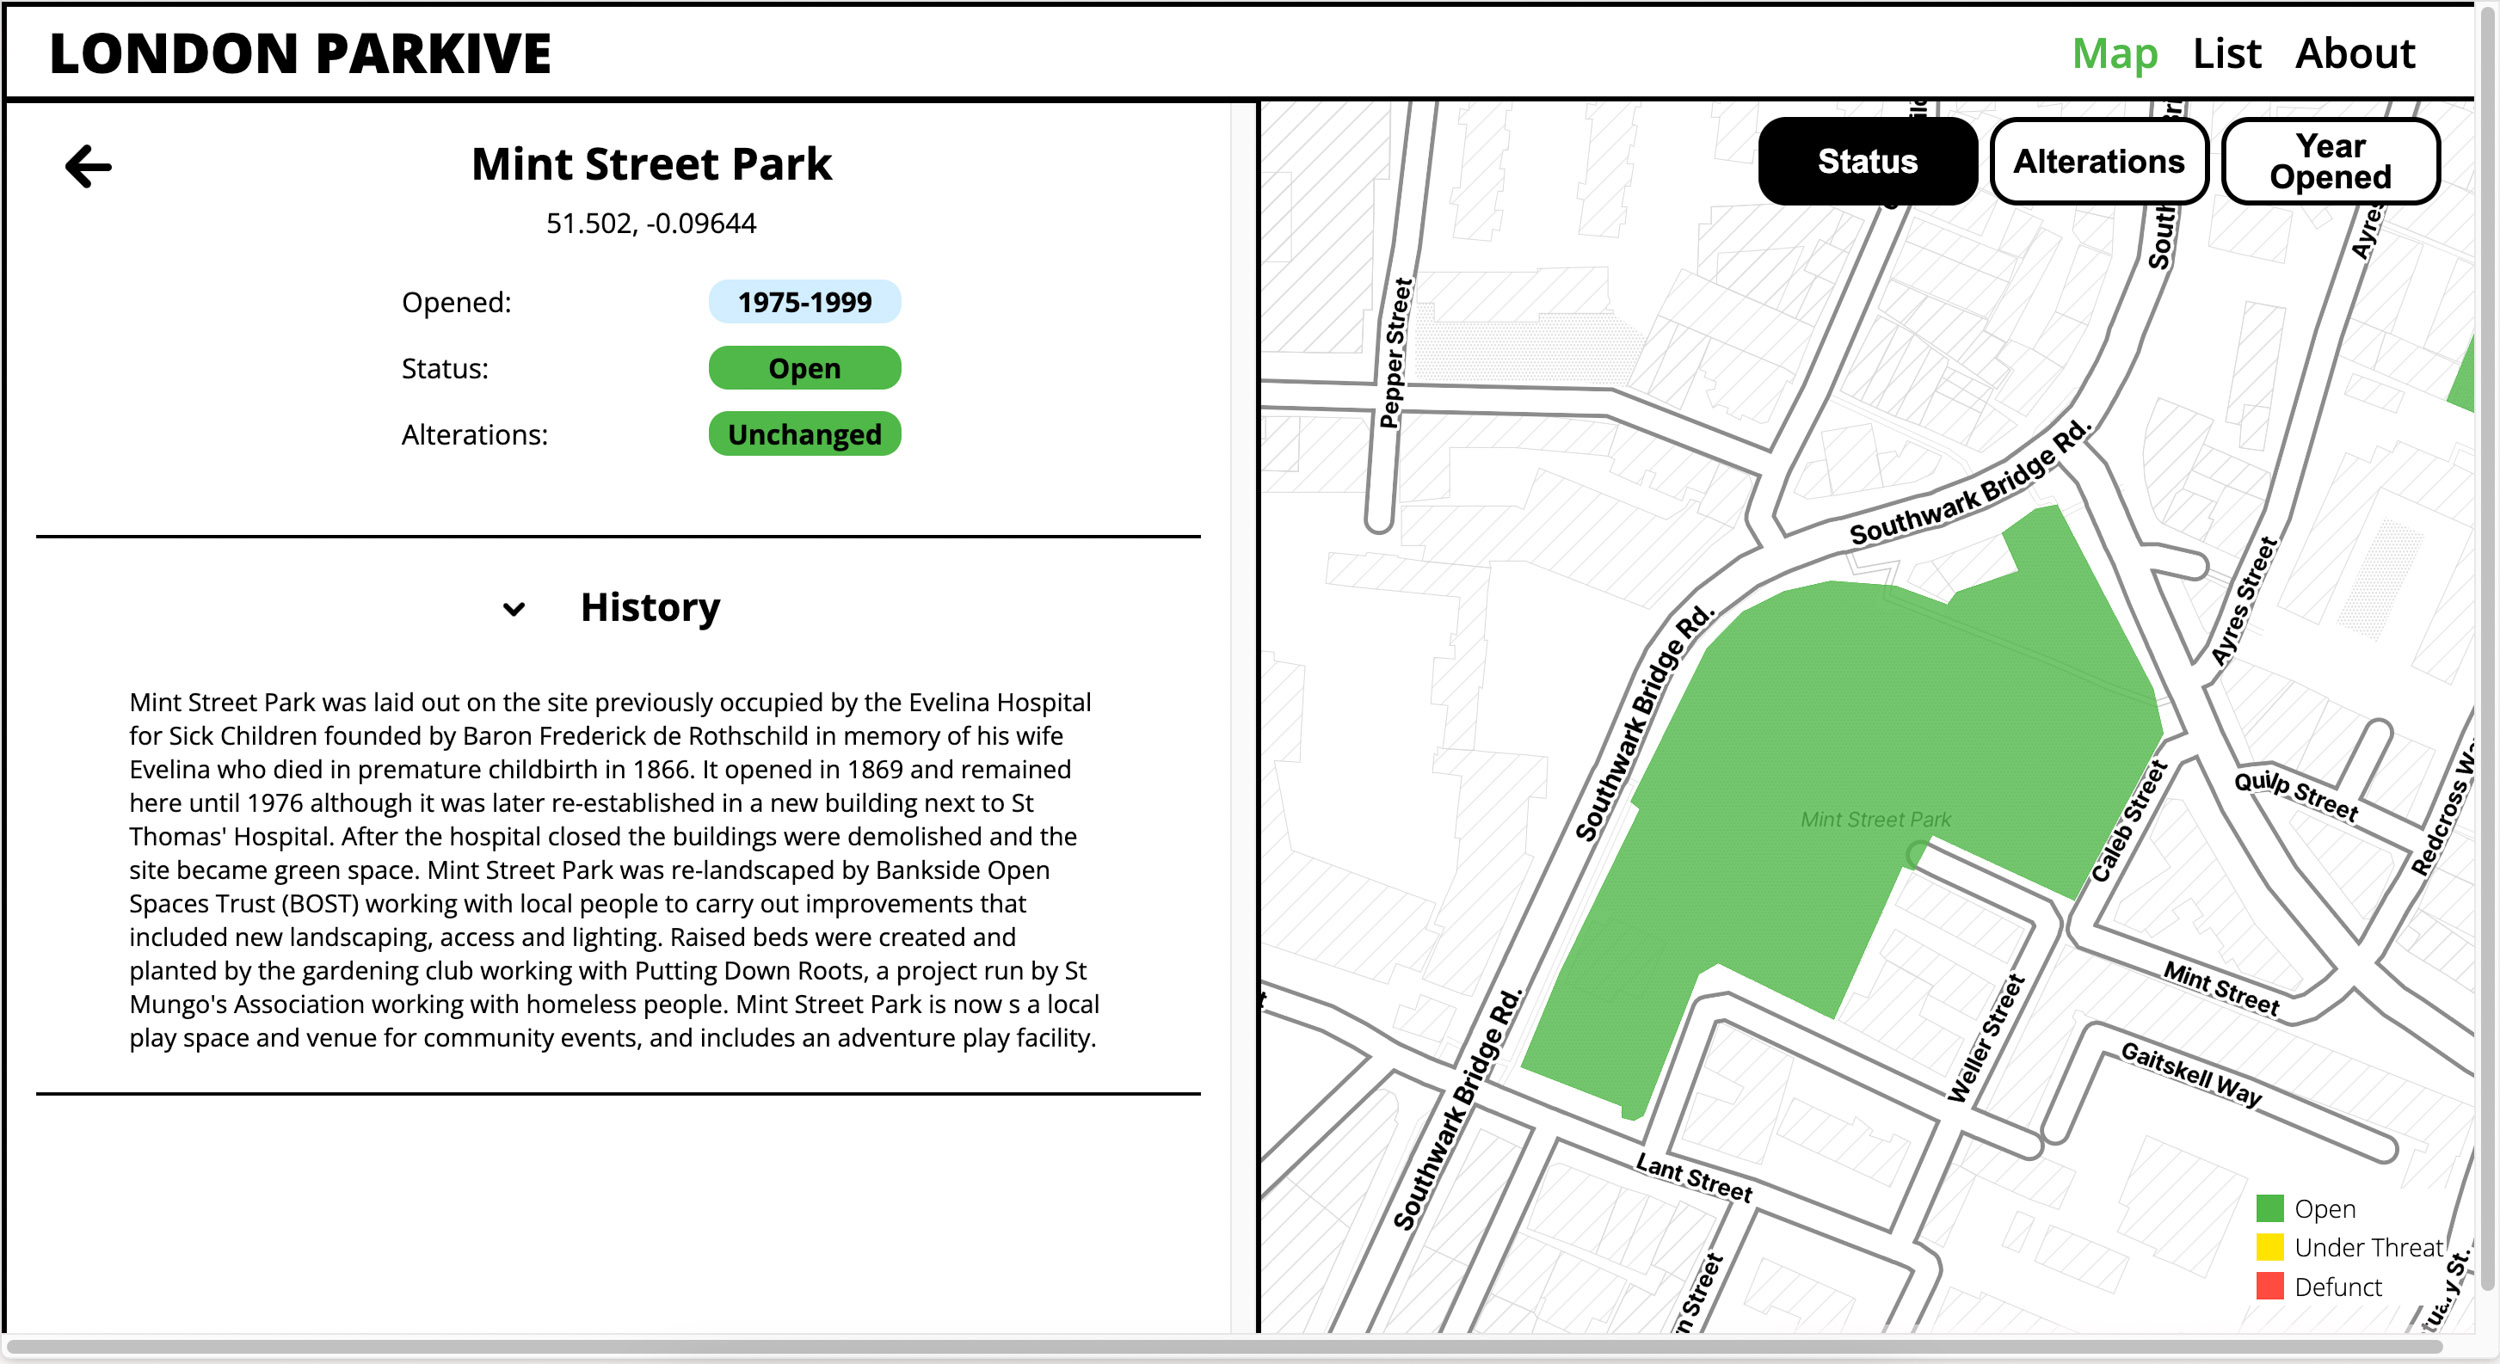 LONDON PARKIVE
Map List About
Mint Street Park
51.502, -0.09644
Opened: 1975-1999
Status: Open
Alterations: Unchanged
History
Mint Street Park was laid out on the site previously occupied by the Evelina Hospital
for Sick Children founded by Baron Frederick de Rothschild in memory of his wife
Evelina who died in premature childbirth in 1866. It opened in 1869 and remained
here until 1976 although it was later re-established in a new building next to St
Thomas' Hospital. After the hospital closed the buildings were demolished and the
site became green space. Mint Street Park was re-landscaped by Bankside Open
Spaces Trust (BOST) working with local people to carry out improvements that
included new landscaping, access and lighting. Raised beds were created and
planted by the gardening club working with Putting Down Roots, a project run by St
Mungo's Association working with homeless people. Mint Street Park is now s a local
play space and venue for community events, and includes an adventure play facility.
Status
Alterations
Year
Opened
South
Ayres
Pepper Street
Southwark Bridge Rd.
Ayres Street
Southwark Bridge Rd.
Quilp Street
Redcross Wa
Mint Street Park
Caleb Street
Mint Street
Weller Street
Gaitskell Way
Southwark Bridge Rd.
Lant Street
n Street
tuary St.
Open
Under Threat
Defunct